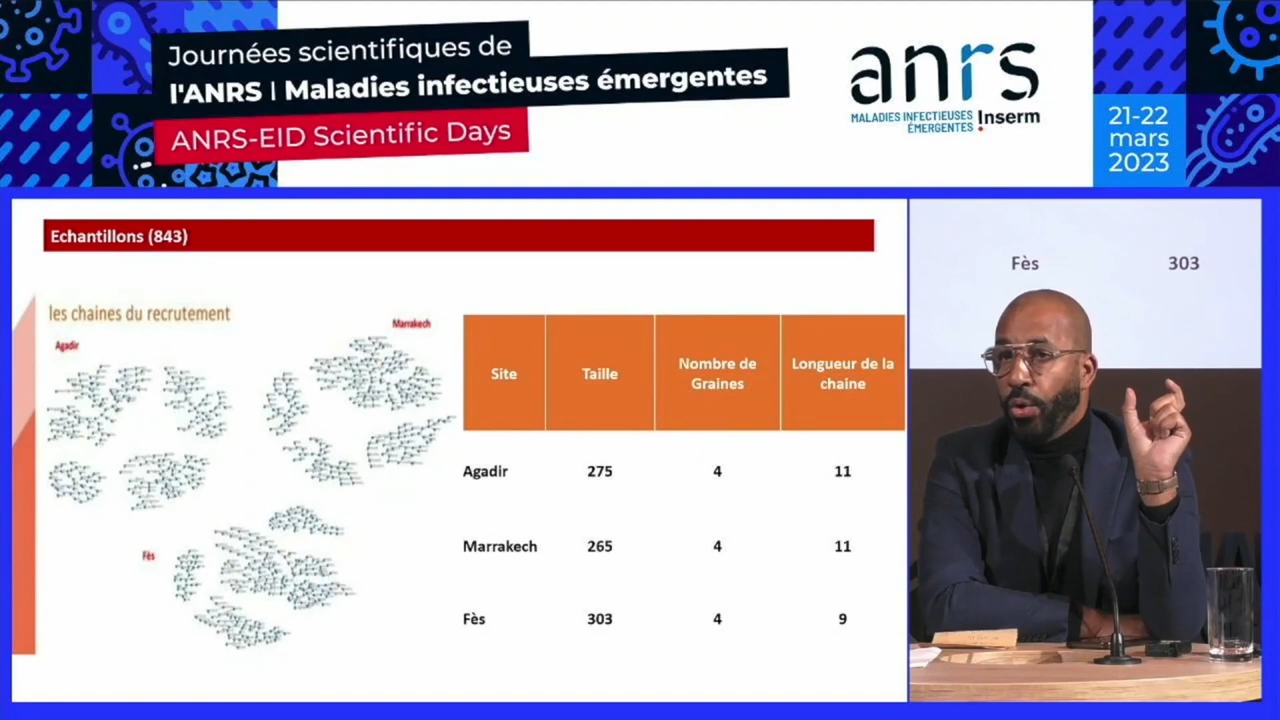 Journées scientifiques de
l'ANRS | Maladies infectieuses émergentes
ANRS-EID Scientific Days
anrs
MALADIES INFECTIEUSES
ÉMERGENTES Inserm
21-22
mars
2023
Echantillons (843)
les chaines du recrutement
Agadir
Marrakech
Fès
Site Taille Nombre de Graines Longueur de la chaine
Agadir 275 4 11
Marrakech 265 4 11
Fès 303 4 9
Fès 303